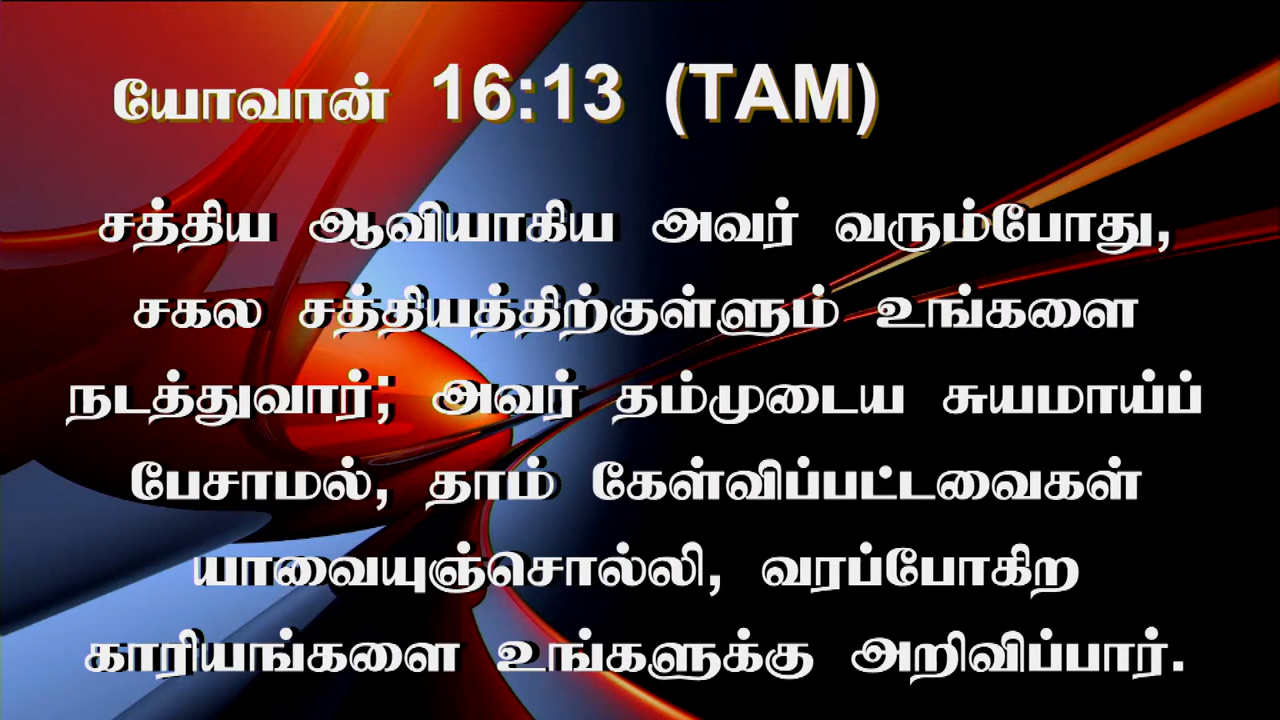 யோவான் 16:13 (TAM)
சத்திய ஆவியாகிய அவர் வரும்போது,
சகல சத்தியத்திற்குள்ளும் உங்களை
நடத்துவார்; அவர் தம்முடைய சுயமாய்ப்
பேசாமல், தாம் கேள்விப்பட்டவைகள்
யாவையுஞ்சொல்லி, வரப்போகிற
காரியங்களை உங்களுக்கு அறிவிப்பார்.